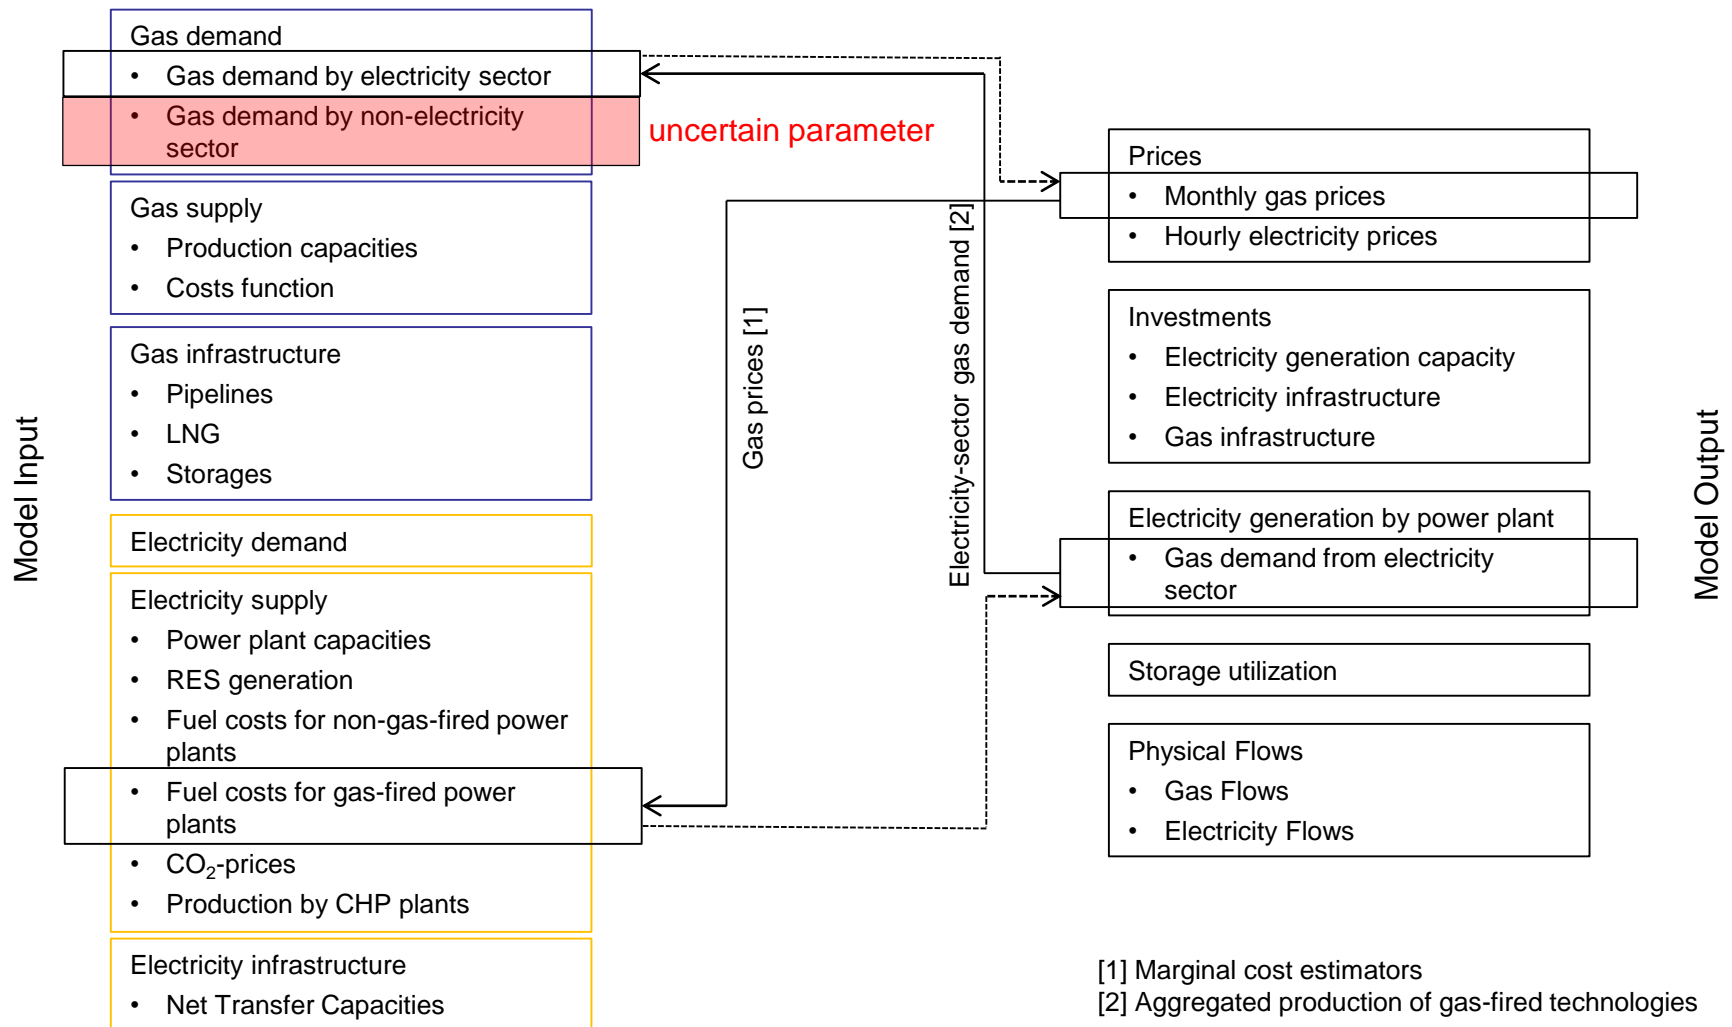 Model Input
Gas demand
• Gas demand by electricity sector
• Gas demand by non-electricity
sector
uncertain parameter
Gas supply
• Production capacities
• Costs function
Gas infrastructure
• Pipelines
• LNG
• Storages
Electricity demand
Electricity supply
• Power plant capacities
• RES generation
• Fuel costs for non-gas-fired power
plants
• Fuel costs for gas-fired power
plants
• CO₂-prices
• Production by CHP plants
Electricity infrastructure
• Net Transfer Capacities
Gas prices [1]
Electricity-sector gas demand [2]
Prices
• Monthly gas prices
• Hourly electricity prices
Investments
• Electricity generation capacity
• Electricity infrastructure
• Gas infrastructure
Electricity generation by power plant
• Gas demand from electricity
sector
Storage utilization
Physical Flows
• Gas Flows
• Electricity Flows
Model Output
[1] Marginal cost estimators
[2] Aggregated production of gas-fired technologies